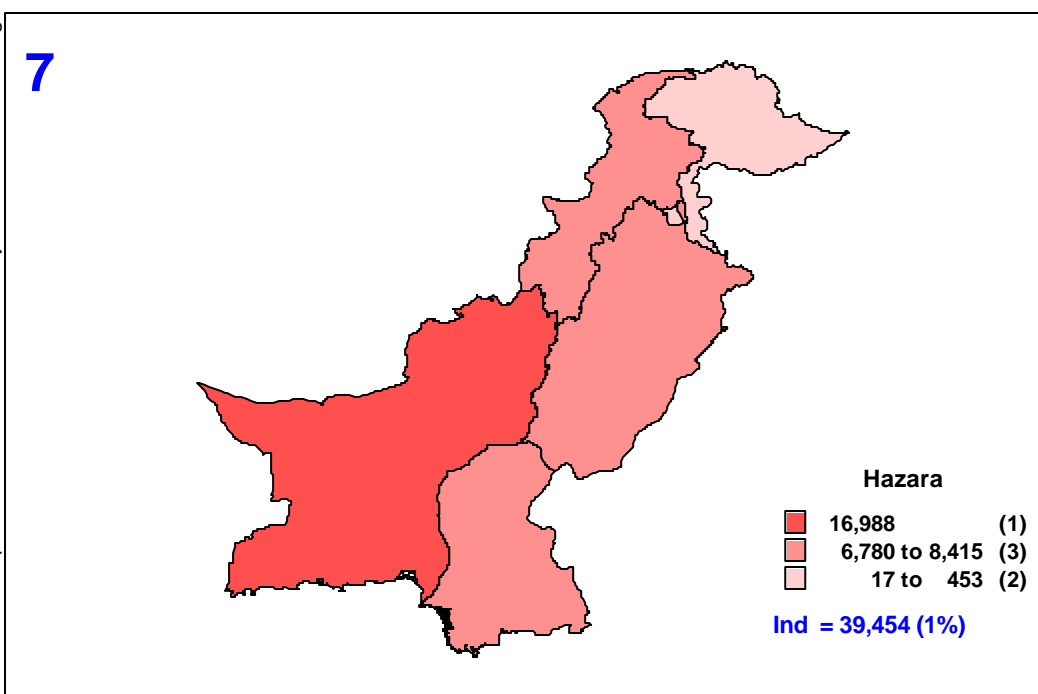 7
Hazara
16,988 (1)
6,780 to 8,415 (3)
17 to 453 (2)
Ind = 39,454 (1%)